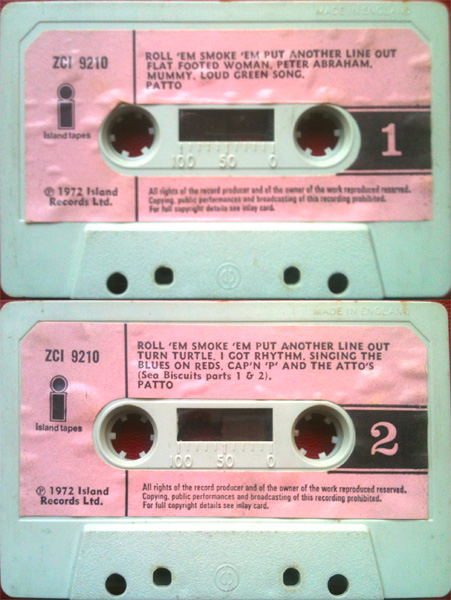 MADE IN ENGLAND
ZCI 9210
ROLL 'EM SMOKE 'EM PUT ANOTHER LINE OUT
FLAT FOOTED WOMAN, PETER ABRAHAM,
MUMMY, LOUD GREEN SONG.
PATTO
i
Island tapes
1
100 50 0
℗ 1972 Island
Records Ltd.
All rights of the record producer and of the owner of the work reproduced reserved.
Copying, public performances and broadcasting of this recording prohibited.
For full copyright details see inlay card.
MADE IN ENGLAND
ZCI 9210
ROLL 'EM SMOKE 'EM PUT ANOTHER LINE OUT
TURN TURTLE, I GOT RHYTHM, SINGING THE
BLUES ON REDS, CAP'N 'P' AND THE ATTO'S
(Sea Biscuits parts 1 & 2).
PATTO
i
Island tapes
2
100 50 0
℗ 1972 Island
Records Ltd.
All rights of the record producer and of the owner of the work reproduced reserved.
Copying, public performances and broadcasting of this recording prohibited.
For full copyright details see inlay card.